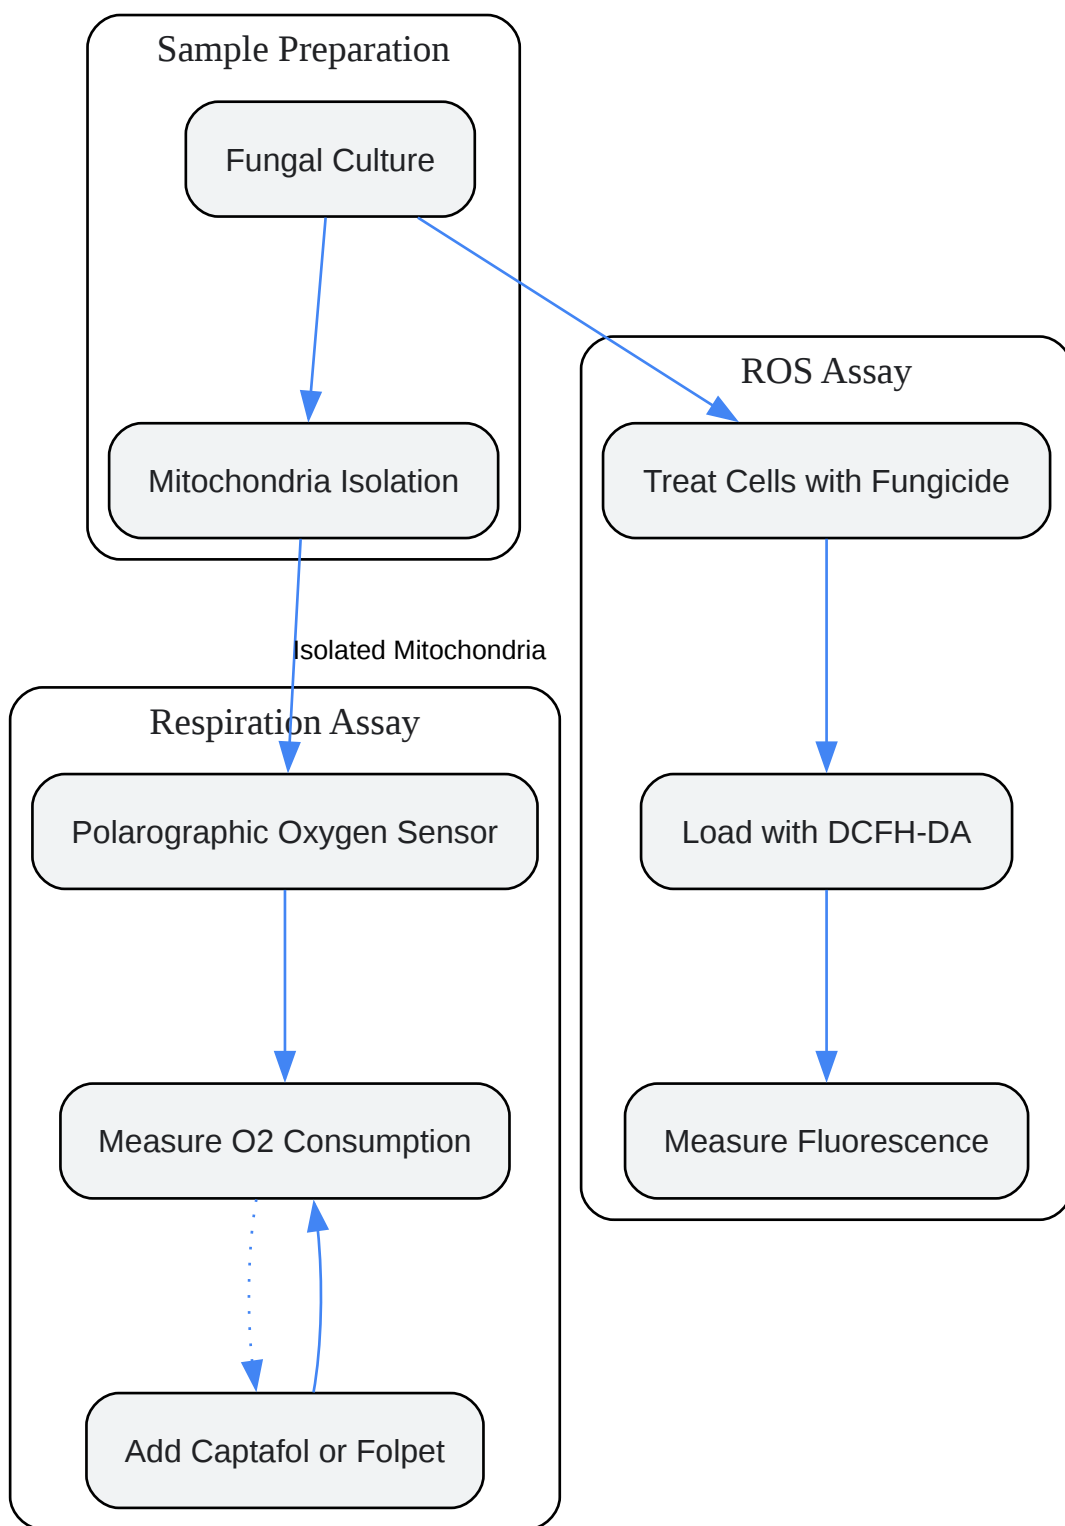 Sample Preparation
Fungal Culture
Mitochondria Isolation
Isolated Mitochondria
Respiration Assay
Polarographic Oxygen Sensor
Measure O2 Consumption
Add Captafol or Folpet
ROS Assay
Treat Cells with Fungicide
Load with DCFH-DA
Measure Fluorescence